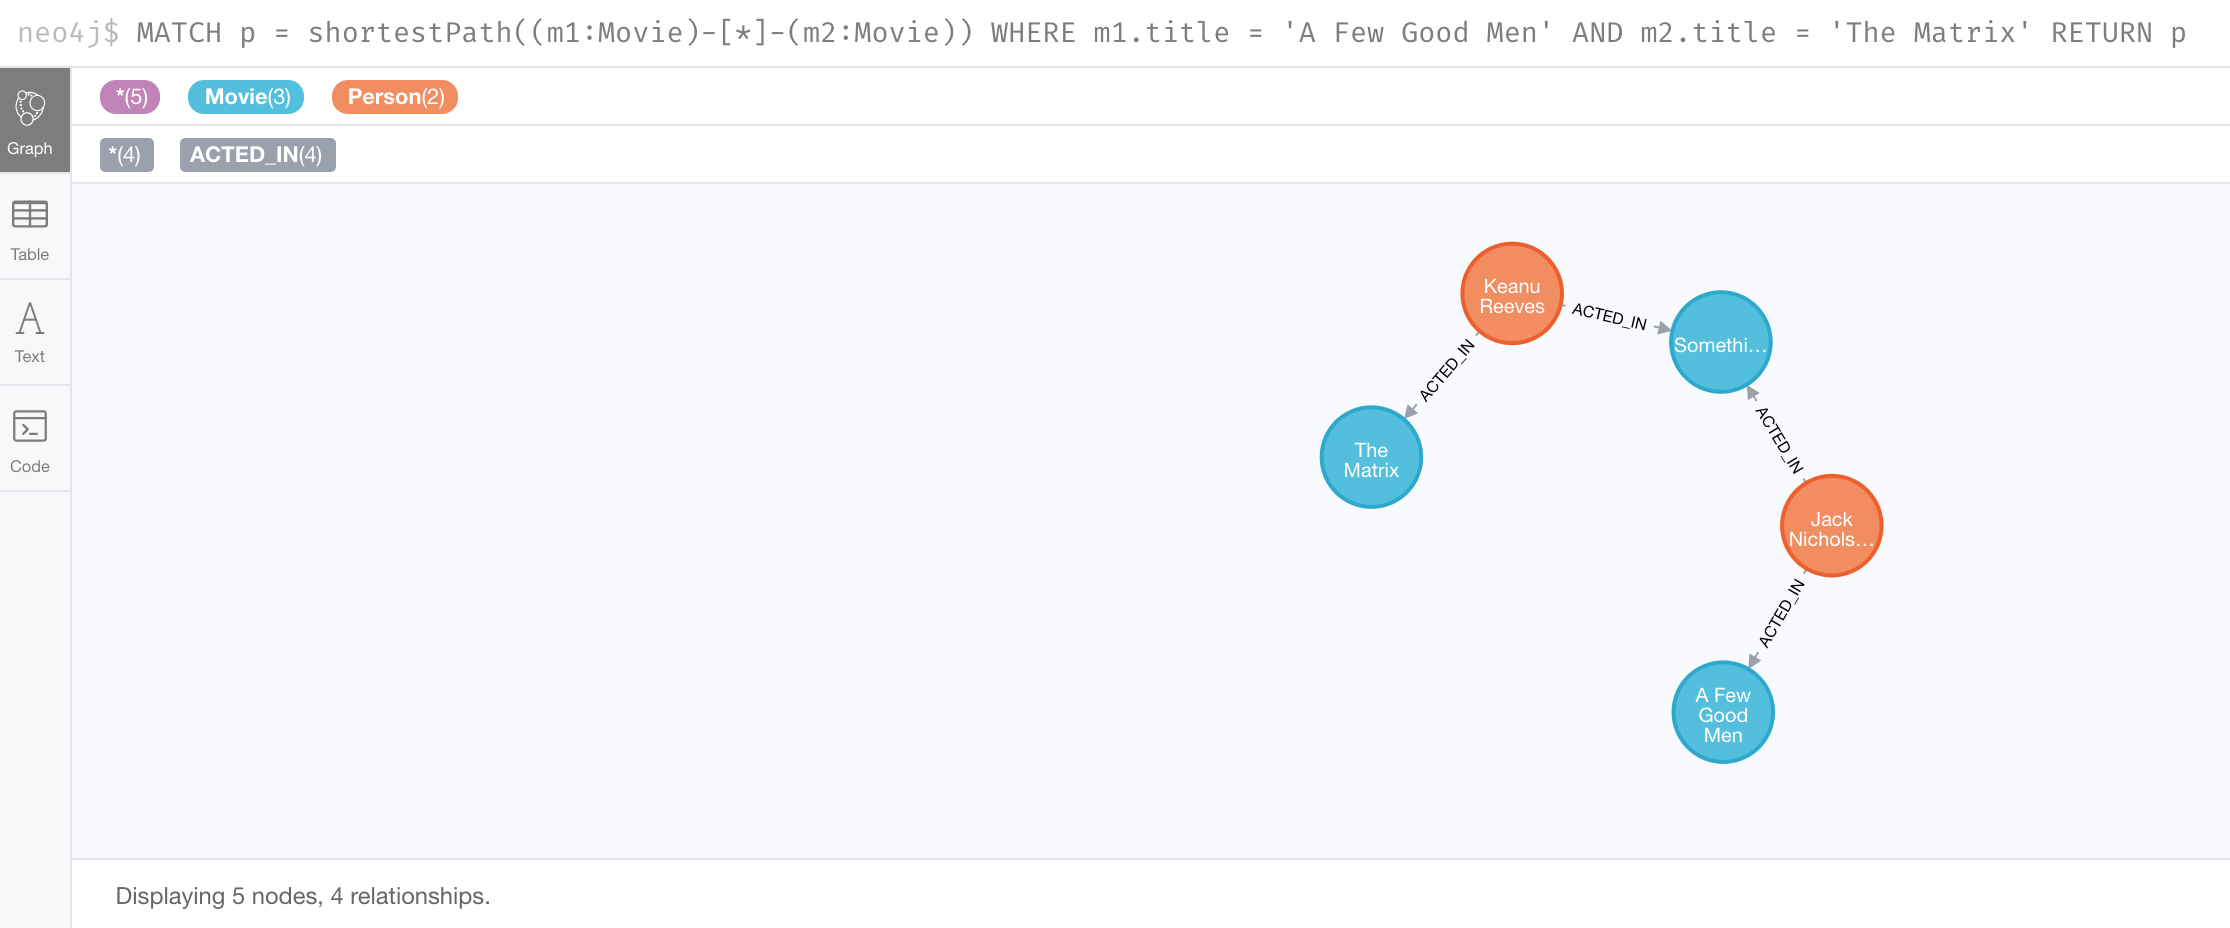 neo4j$ MATCH p = shortestPath((m1:Movie)-[*]-(m2:Movie)) WHERE m1.title = 'A Few Good Men' AND m2.title = 'The Matrix' RETURN p
*(5) Movie(3) Person(2)
*(4) ACTED_IN(4)
Graph
Table
Text
Code
Keanu
Reeves
ACTED_IN
Somethi...
ACTED_IN
The
Matrix
ACTED_IN
Jack
Nichols...
ACTED_IN
A Few
Good
Men
Displaying 5 nodes, 4 relationships.